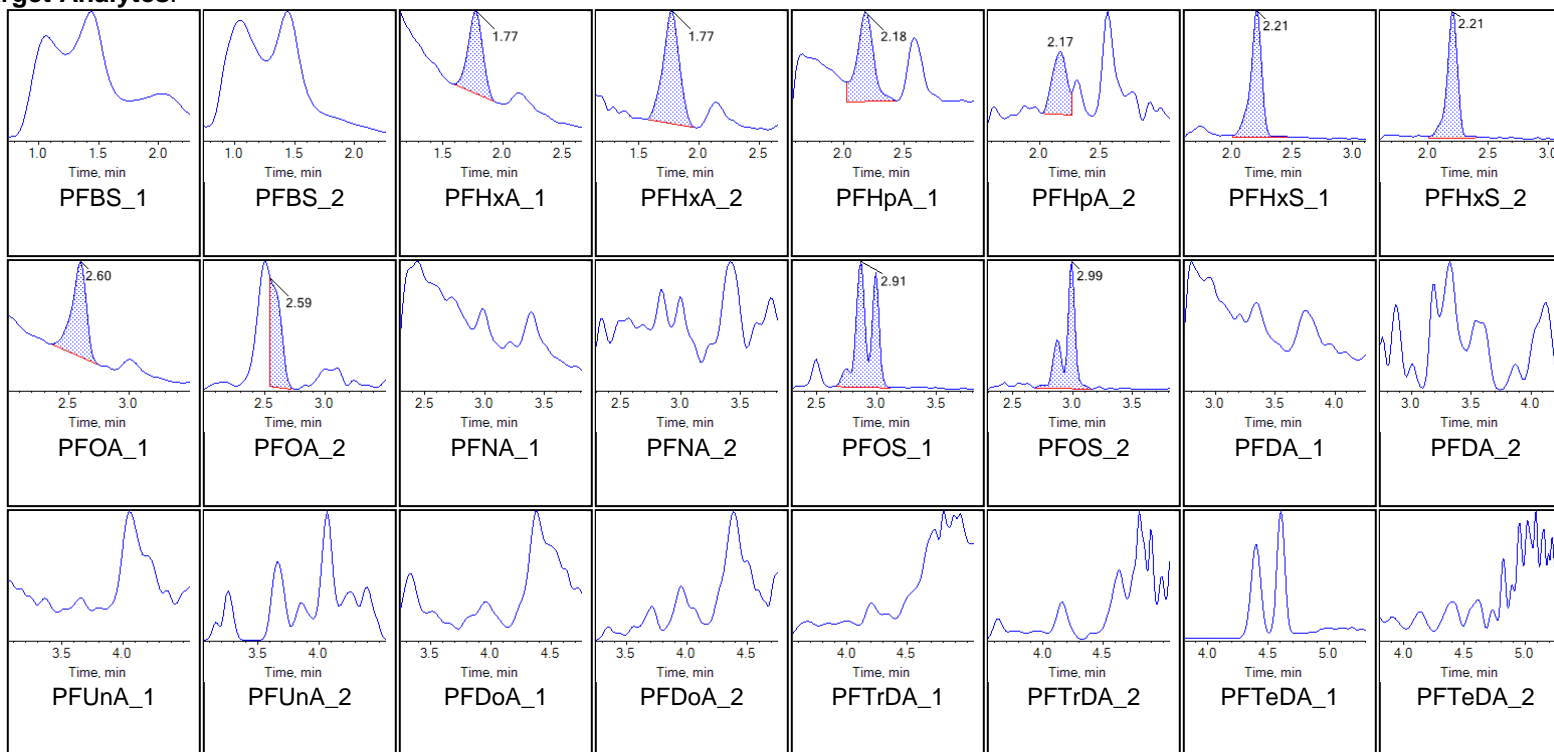 Target Analytes:
1.77 1.77 2.18 2.17 2.21 2.21
1.0 1.5 2.0 1.0 1.5 2.0 1.5 2.0 2.5 1.5 2.0 2.5 2.0 2.5 2.0 2.5 2.0 2.5 3.0 2.0 2.5 3.0
Time, min Time, min Time, min Time, min Time, min Time, min Time, min Time, min
PFBS_1 PFBS_2 PFHxA_1 PFHxA_2 PFHpA_1 PFHpA_2 PFHxS_1 PFHxS_2
2.60 2.59 2.91 2.99
2.5 3.0 2.5 3.0 2.5 3.0 3.5 2.5 3.0 3.5 2.5 3.0 3.5 2.5 3.0 3.5 3.0 3.5 4.0 3.0 3.5 4.0
Time, min Time, min Time, min Time, min Time, min Time, min Time, min Time, min
PFOA_1 PFOA_2 PFNA_1 PFNA_2 PFOS_1 PFOS_2 PFDA_1 PFDA_2
3.5 4.0 3.5 4.0 3.5 4.0 4.5 3.5 4.0 4.5 4.0 4.5 4.0 4.5 4.0 4.5 5.0 4.0 4.5 5.0
Time, min Time, min Time, min Time, min Time, min Time, min Time, min Time, min
PFUnA_1 PFUnA_2 PFDoA_1 PFDoA_2 PFTrDA_1 PFTrDA_2 PFTeDA_1 PFTeDA_2